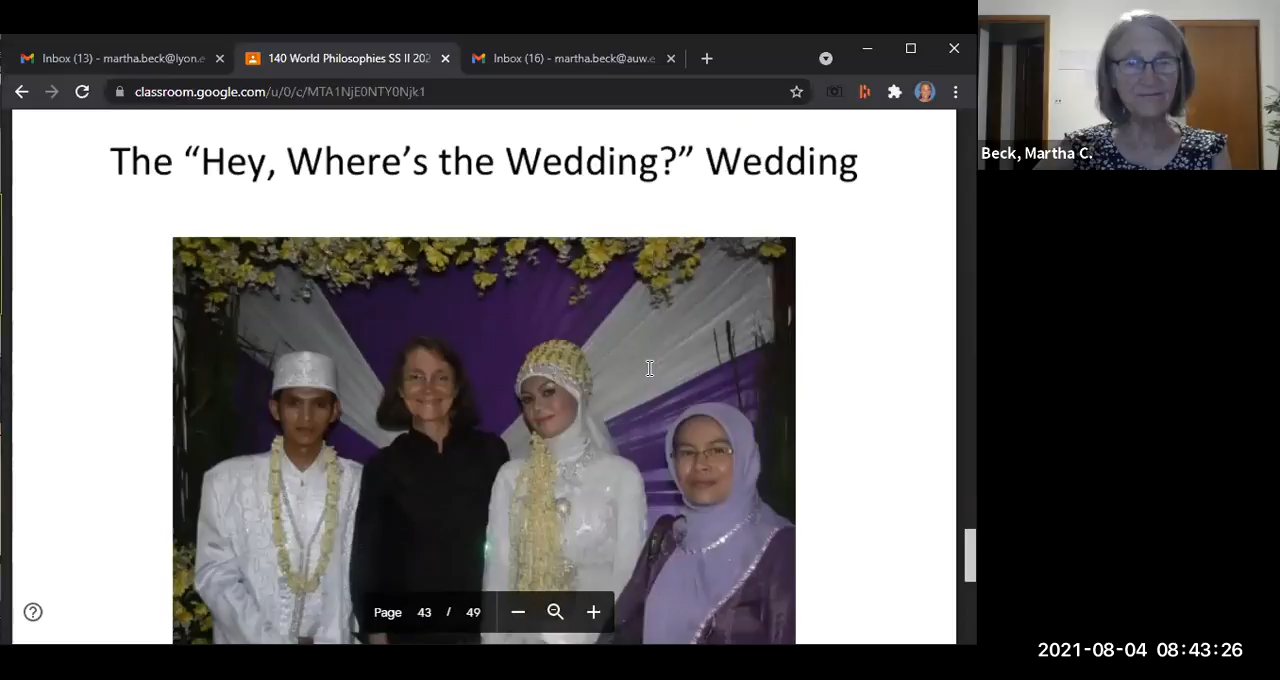 Inbox (13) - martha.beck@lyon.e
140 World Philosophies SS II 202
Inbox (16) - martha.beck@auw.e
classroom.google.com/u/0/c/MTA1NjE0NTY0Njk1
The “Hey, Where’s the Wedding?” Wedding
Beck, Martha C.
Page 43 / 49
2021-08-04 08:43:26